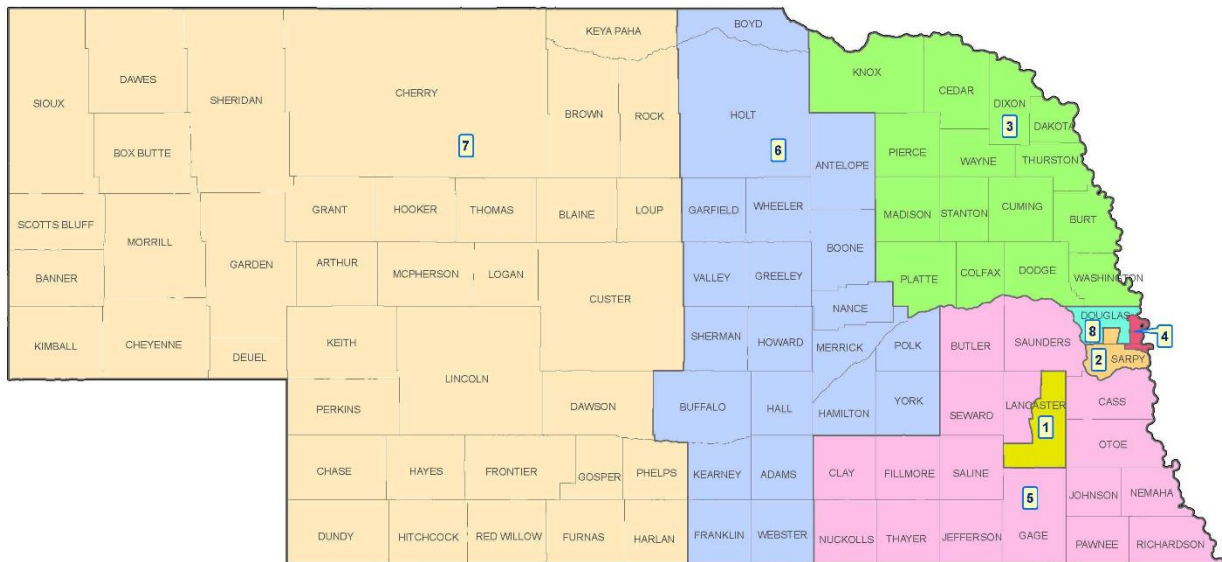 KEYA PAHA
BOYD
SIOUX
DAWES
SHERIDAN
CHERRY
BROWN
ROCK
HOLT
KNOX
CEDAR
DIXON
DAKOTA
3
7
6
BOX BUTTE
ANTELOPE
PIERCE
WAYNE
THURSTON
SCOTTS BLUFF
MORRILL
GRANT
HOOKER
THOMAS
BLAINE
LOUP
GARFIELD
WHEELER
MADISON
STANTON
CUMING
BURT
BANNER
GARDEN
ARTHUR
MCPHERSON
LOGAN
CUSTER
VALLEY
GREELEY
BOONE
PLATTE
COLFAX
DODGE
WASHINGTON
NANCE
KIMBALL
CHEYENNE
DEUEL
KEITH
LINCOLN
SHERMAN
HOWARD
MERRICK
POLK
BUTLER
SAUNDERS
DOUGLAS
8
4
2
SARPY
PERKINS
DAWSON
BUFFALO
HALL
HAMILTON
YORK
SEWARD
LANCASTER
1
CASS
OTOE
CHASE
HAYES
FRONTIER
GOSPER
PHELPS
KEARNEY
ADAMS
CLAY
FILLMORE
SALINE
5
JOHNSON
NEMAHA
DUNDY
HITCHCOCK
RED WILLOW
FURNAS
HARLAN
FRANKLIN
WEBSTER
NUCKOLLS
THAYER
JEFFERSON
GAGE
PAWNEE
RICHARDSON